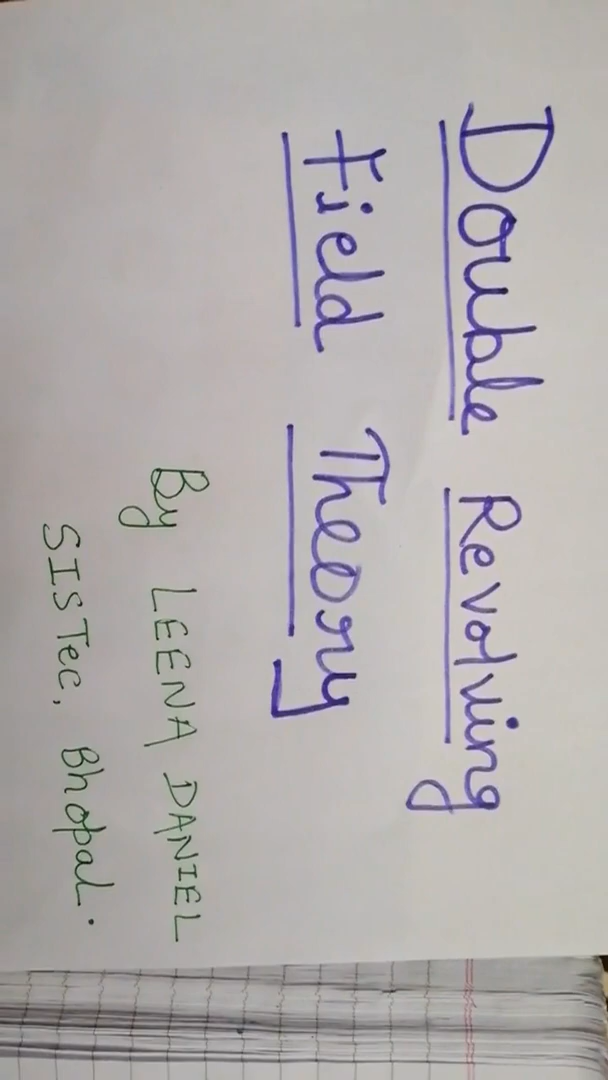 Double Revolving
Field Theory
By LEENA DANIEL
SISTec, Bhopal.